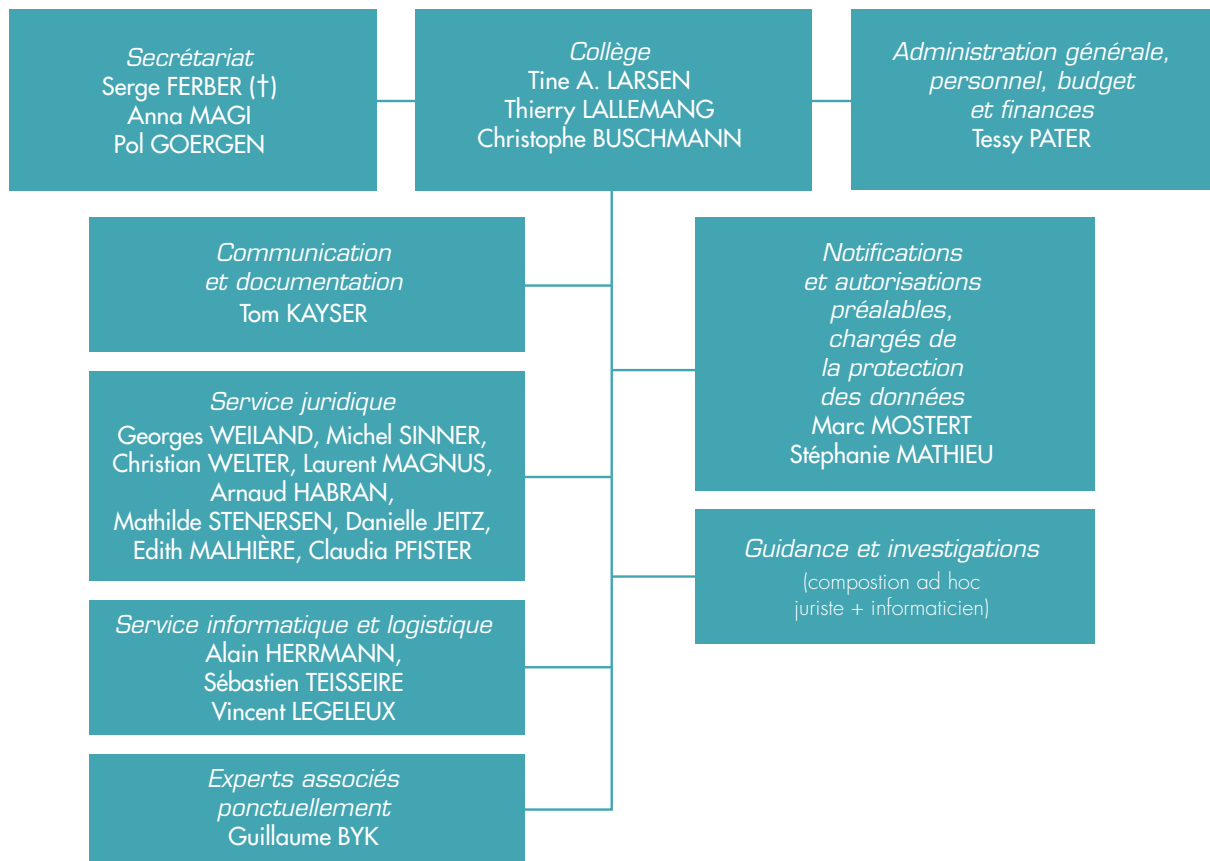 Secrétariat
Serge FERBER (†)
Anna MAGI
Pol GOERGEN
Collège
Tine A. LARSEN
Thierry LALLEMANG
Christophe BUSCHMANN
Administration générale,
personnel, budget
et finances
Tessy PATER
Communication
et documentation
Tom KAYSER
Notifications
et autorisations
préalables,
chargés de
la protection
des données
Marc MOSTERT
Stéphanie MATHIEU
Service juridique
Georges WEILAND, Michel SINNER,
Christian WELTER, Laurent MAGNUS,
Arnaud HABRAN,
Mathilde STENERSEN, Danielle JEITZ,
Edith MALHIÈRE, Claudia PFISTER
Guidance et investigations
(compostion ad hoc
juriste + informaticien)
Service informatique et logistique
Alain HERRMANN,
Sébastien TEISSEIRE
Vincent LEGELEUX
Experts associés
ponctuellement
Guillaume BYK